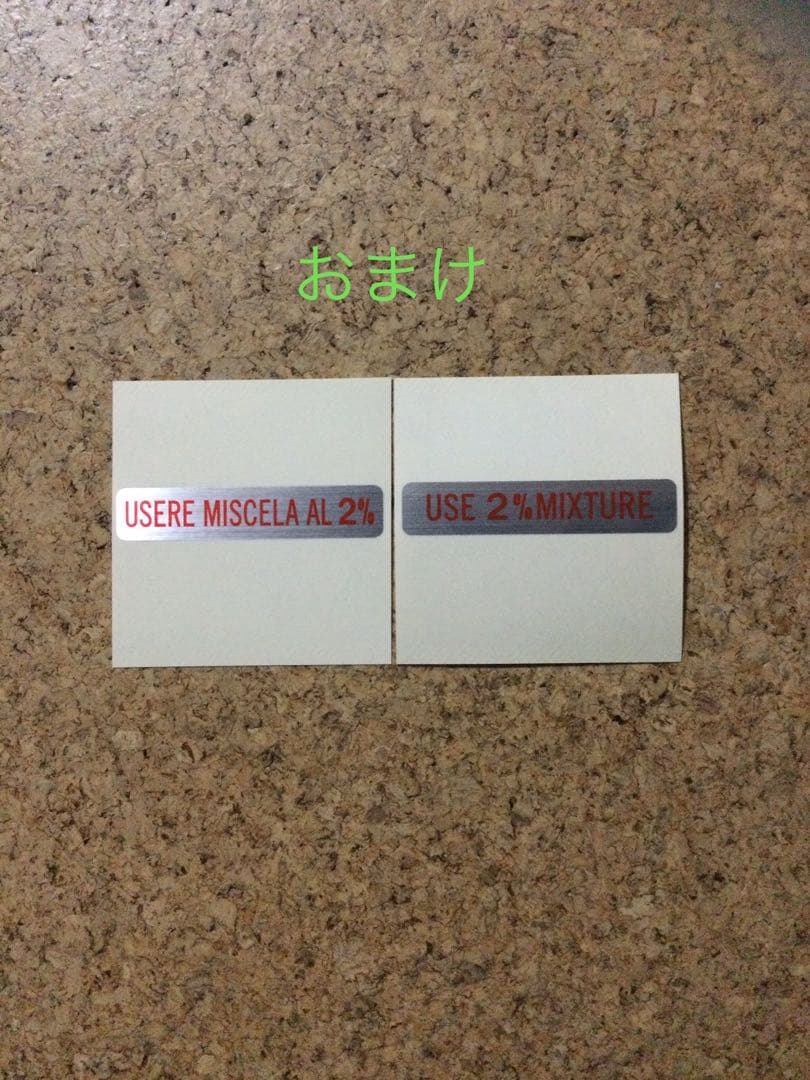 おまけ
USERE MISCELA AL 2%
USE 2% MIXTURE